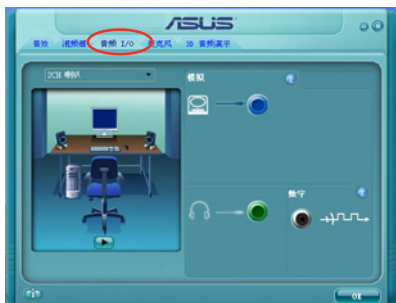 ASUS
音效 混频器 音频 I/O 麦克风 3D 音频演示
2CH 喇叭
模拟
数字
OK